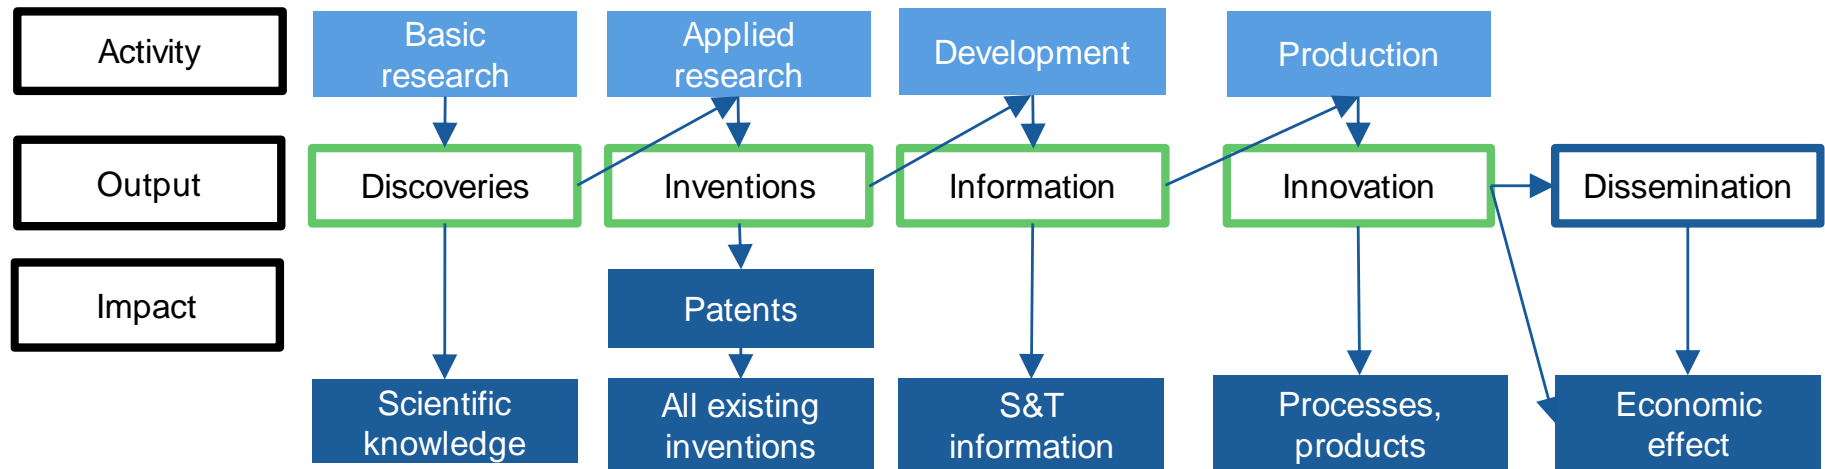 Activity
Basic
research
Applied
research
Development
Production
Output
Discoveries
Inventions
Information
Innovation
Dissemination
Impact
Patents
Scientific
knowledge
All existing
inventions
S&T
information
Processes,
products
Economic
effect